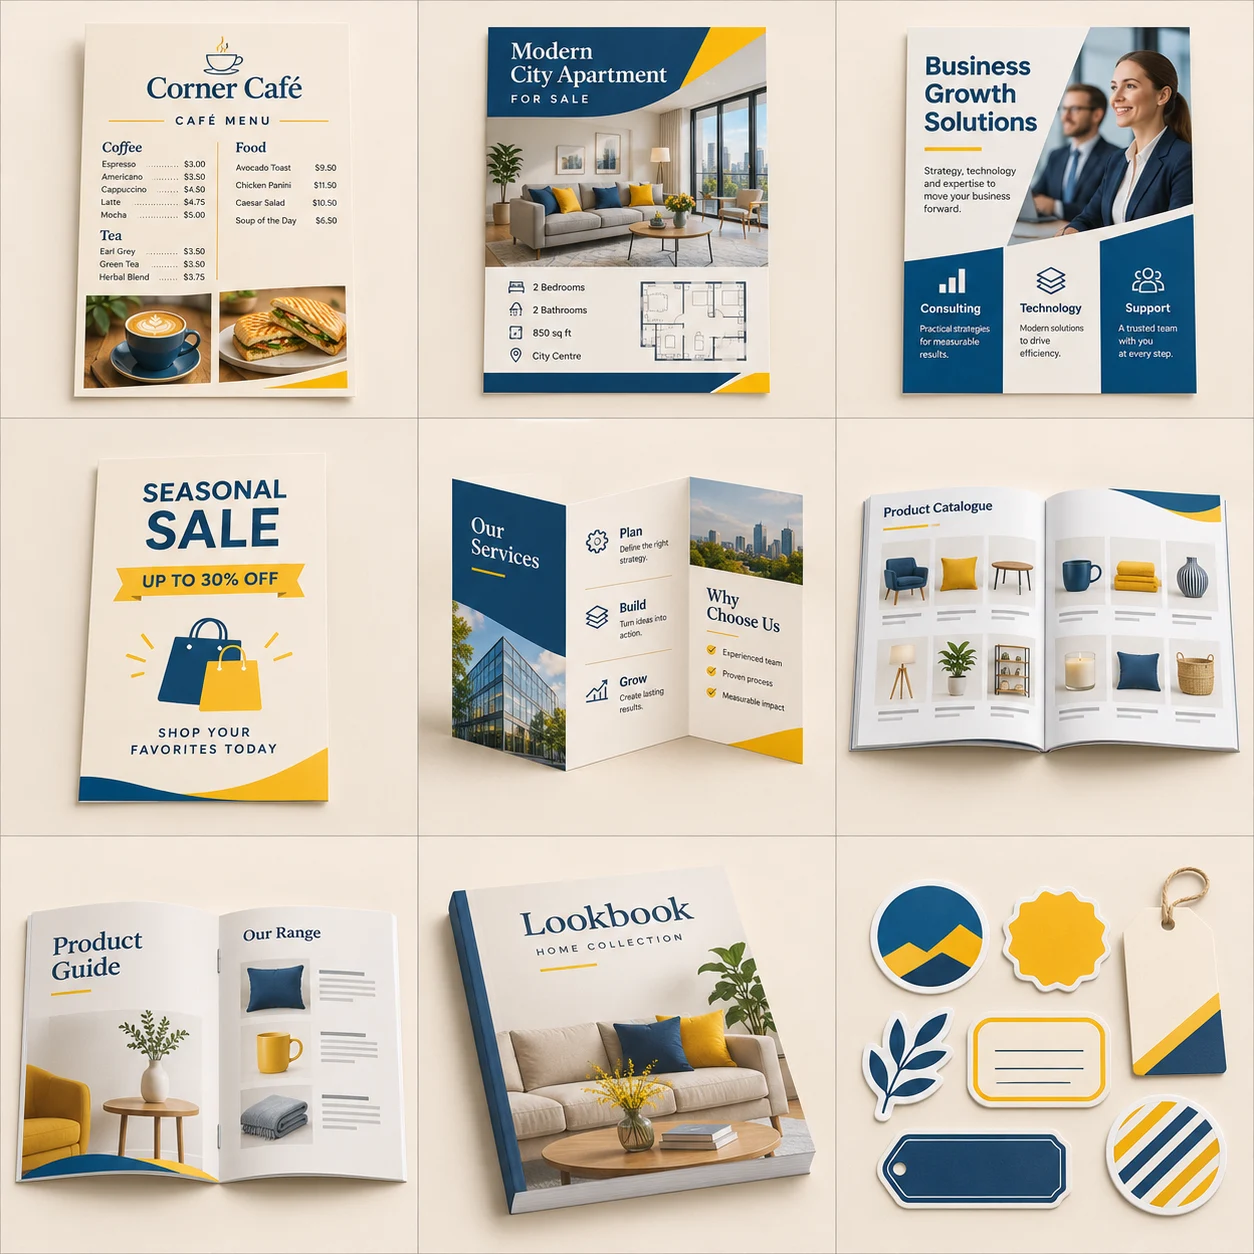 Corner Café
CAFÉ MENU
Coffee
Espresso ............ $3.00
Americano ......... $3.50
Cappuccino ....... $4.50
Latte ............ $4.75
Mocha ............ $5.00
Tea
Earl Grey ............ $3.50
Green Tea ............ $3.50
Herbal Blend ....... $3.75
Food
Avocado Toast $9.50
Chicken Panini $11.50
Caesar Salad $10.50
Soup of the Day $6.50
Modern
City Apartment
FOR SALE
2 Bedrooms
2 Bathrooms
850 sq ft
City Centre
Business
Growth
Solutions
Strategy, technology
and expertise to
move your business
forward.
Consulting
Practical strategies
for measurable
results.
Technology
Modern solutions
to drive
efficiency.
Support
A trusted team
with you
at every step.
SEASONAL
SALE
UP TO 30% OFF
SHOP YOUR
FAVORITES TODAY
Our
Services
Plan
Define the right
strategy.
Build
Turn ideas into
action.
Grow
Create lasting
results.
Why
Choose Us
Experienced team
Proven process
Measurable impact
Product Catalogue
Product
Guide
Our Range
Lookbook
HOME COLLECTION